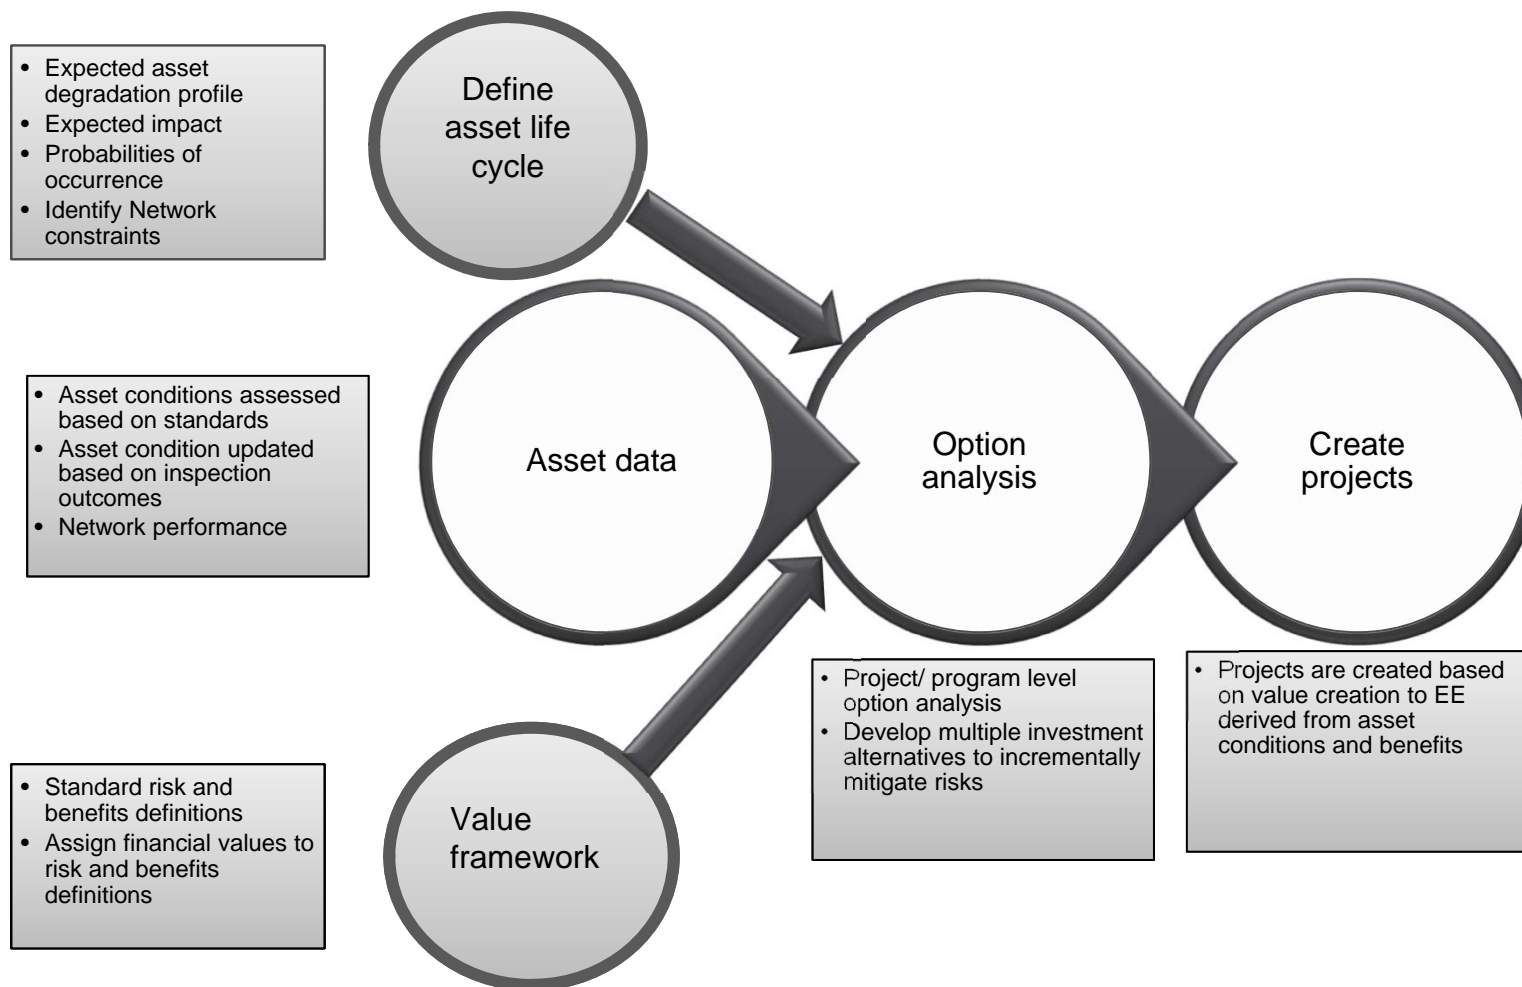 • Expected asset
degradation profile
• Expected impact
• Probabilities of
occurrence
• Identify Network
constraints
Define
asset life
cycle
• Asset conditions assessed
based on standards
• Asset condition updated
based on inspection
outcomes
• Network performance
Asset data
Option
analysis
Create
projects
• Project/ program level
option analysis
• Develop multiple investment
alternatives to incrementally
mitigate risks
• Projects are created based
on value creation to EE
derived from asset
conditions and benefits
• Standard risk and
benefits definitions
• Assign financial values to
risk and benefits
definitions
Value
framework